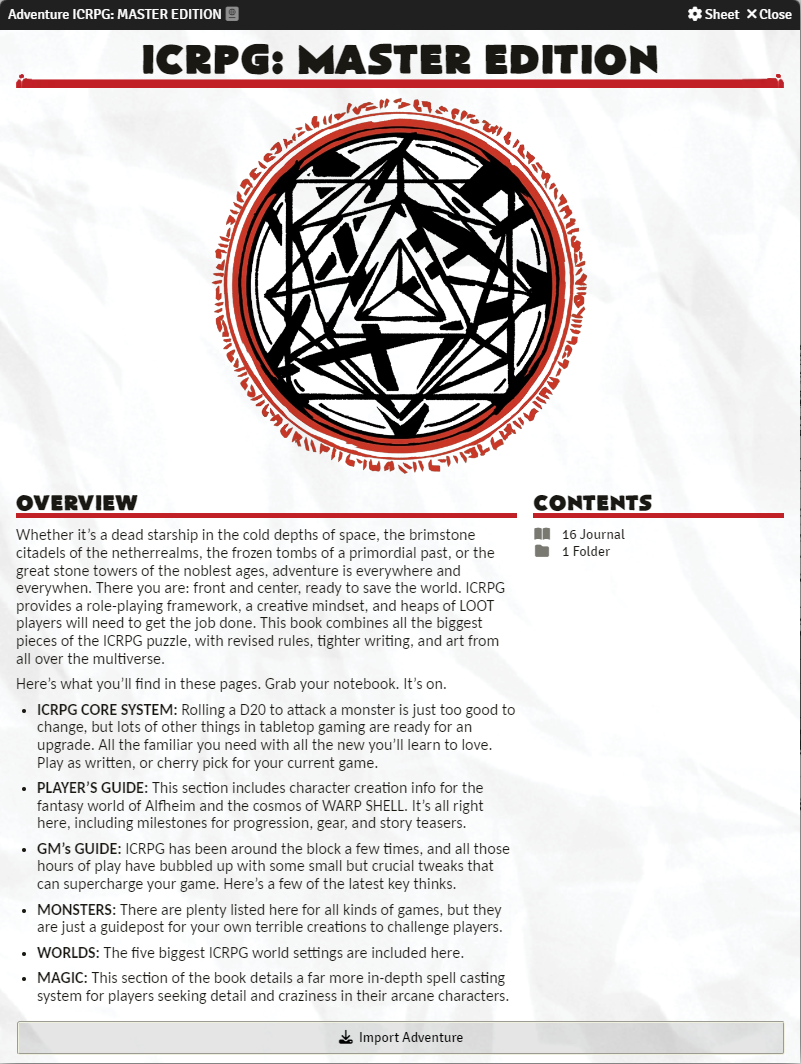 Adventure ICRPG: MASTER EDITION
Sheet
Close
ICRPG: MASTER EDITION
OVERVIEW
Whether it’s a dead starship in the cold depths of space, the brimstone
citadels of the netherrealms, the frozen tombs of a primordial past, or the
great stone towers of the noblest ages, adventure is everywhere and
everywhen. There you are: front and center, ready to save the world. ICRPG
provides a role-playing framework, a creative mindset, and heaps of LOOT
players will need to get the job done. This book combines all the biggest
pieces of the ICRPG puzzle, with revised rules, tighter writing, and art from
all over the multiverse.
Here’s what you’ll find in these pages. Grab your notebook. It’s on.
• ICRPG CORE SYSTEM: Rolling a D20 to attack a monster is just too good to
change, but lots of other things in tabletop gaming are ready for an
upgrade. All the familiar you need with all the new you’ll learn to love.
Play as written, or cherry pick for your current game.
• PLAYER’S GUIDE: This section includes character creation info for the
fantasy world of Alfheim and the cosmos of WARP SHELL. It’s all right
here, including milestones for progression, gear, and story teasers.
• GM’s GUIDE: ICRPG has been around the block a few times, and all those
hours of play have bubbled up with some small but crucial tweaks that
can supercharge your game. Here’s a few of the latest key thinks.
• MONSTERS: There are plenty listed here for all kinds of games, but they
are just a guidepost for your own terrible creations to challenge players.
• WORLDS: The five biggest ICRPG world settings are included here.
• MAGIC: This section of the book details a far more in-depth spell casting
system for players seeking detail and craziness in their arcane characters.
CONTENTS
16 Journal
1 Folder
Import Adventure